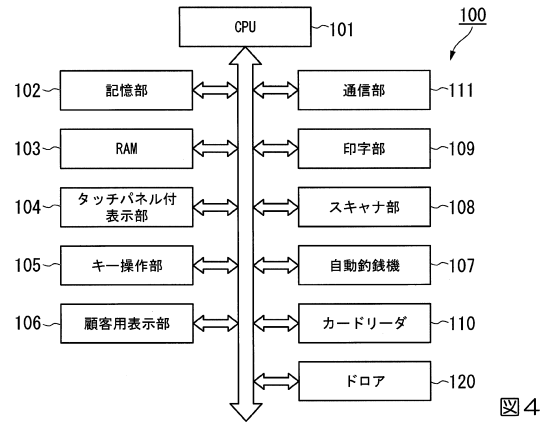 100
CPU
101
102
記憶部
通信部
111
103
RAM
印字部
109
104
タッチパネル付
表示部
スキャナ部
108
105
キー操作部
自動釣銭機
107
106
顧客用表示部
カードリーダ
110
ドロア
120
図4